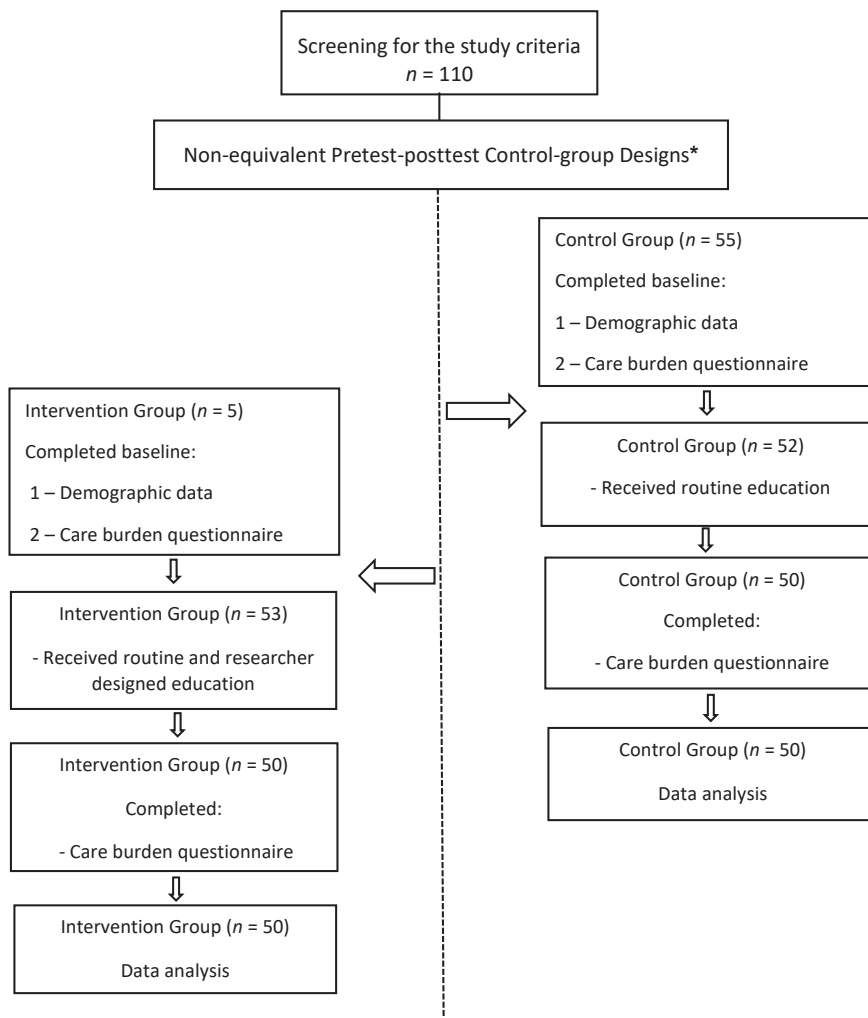 Screening for the study criteria
n = 110
Non-equivalent Pretest-posttest Control-group Designs*
Control Group (n = 55)
Completed baseline:
1 – Demographic data
2 – Care burden questionnaire
Control Group (n = 52)
- Received routine education
Control Group (n = 50)
Completed:
- Care burden questionnaire
Control Group (n = 50)
Data analysis
Intervention Group (n = 5)
Completed baseline:
1 – Demographic data
2 – Care burden questionnaire
Intervention Group (n = 53)
- Received routine and researcher
designed education
Intervention Group (n = 50)
Completed:
- Care burden questionnaire
Intervention Group (n = 50)
Data analysis